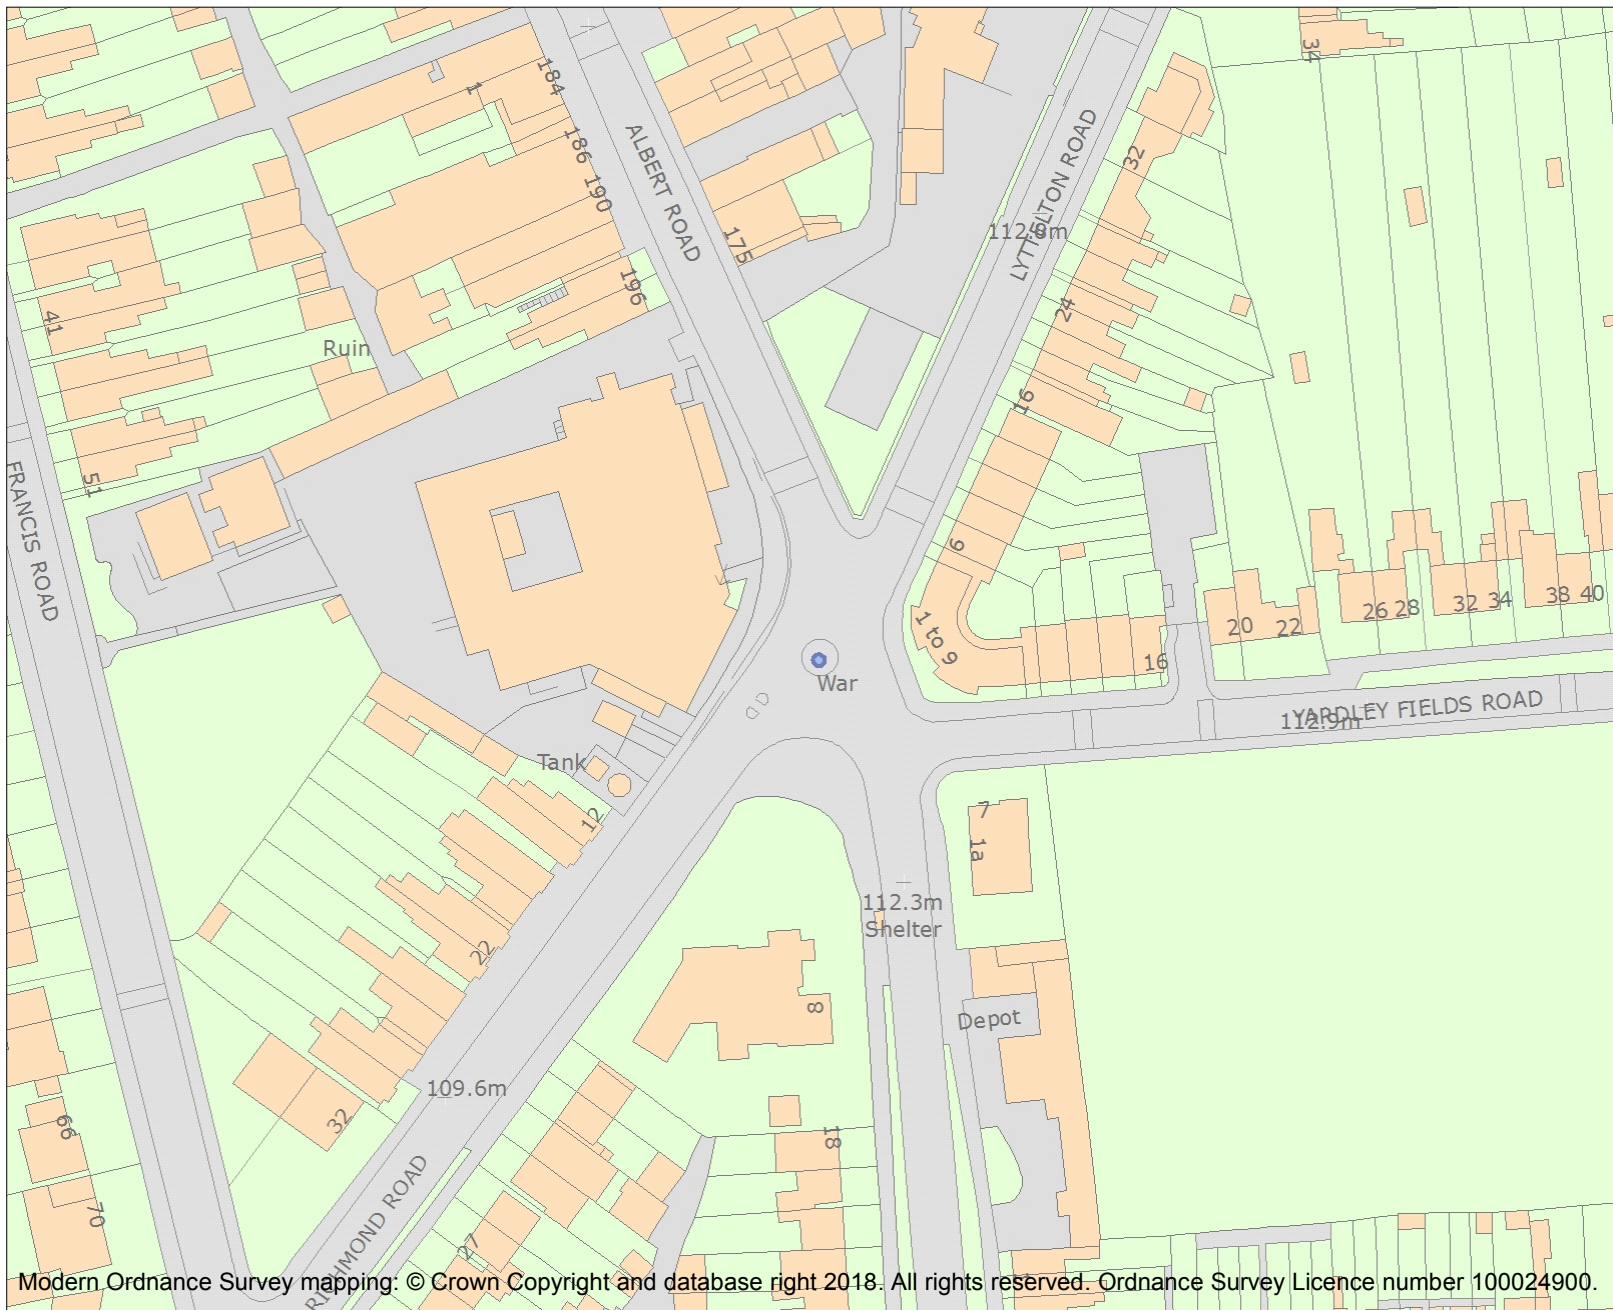 34
184
1
186
190
ALBERT ROAD
32
LYTTELTON ROAD
112.8m
175
196
41
24
Ruin
16
51
FRANCIS ROAD
6
1 to 9
20
22
26
28
32
34
38
40
16
War
YARDLEY FIELDS ROAD
112.9m
Tank
12
7
1a
112.3m
Shelter
22
8
Depot
109.6m
32
66
18
70
RICHMOND ROAD
27
Modern Ordnance Survey mapping: © Crown Copyright and database right 2018. All rights reserved. Ordnance Survey Licence number 100024900.